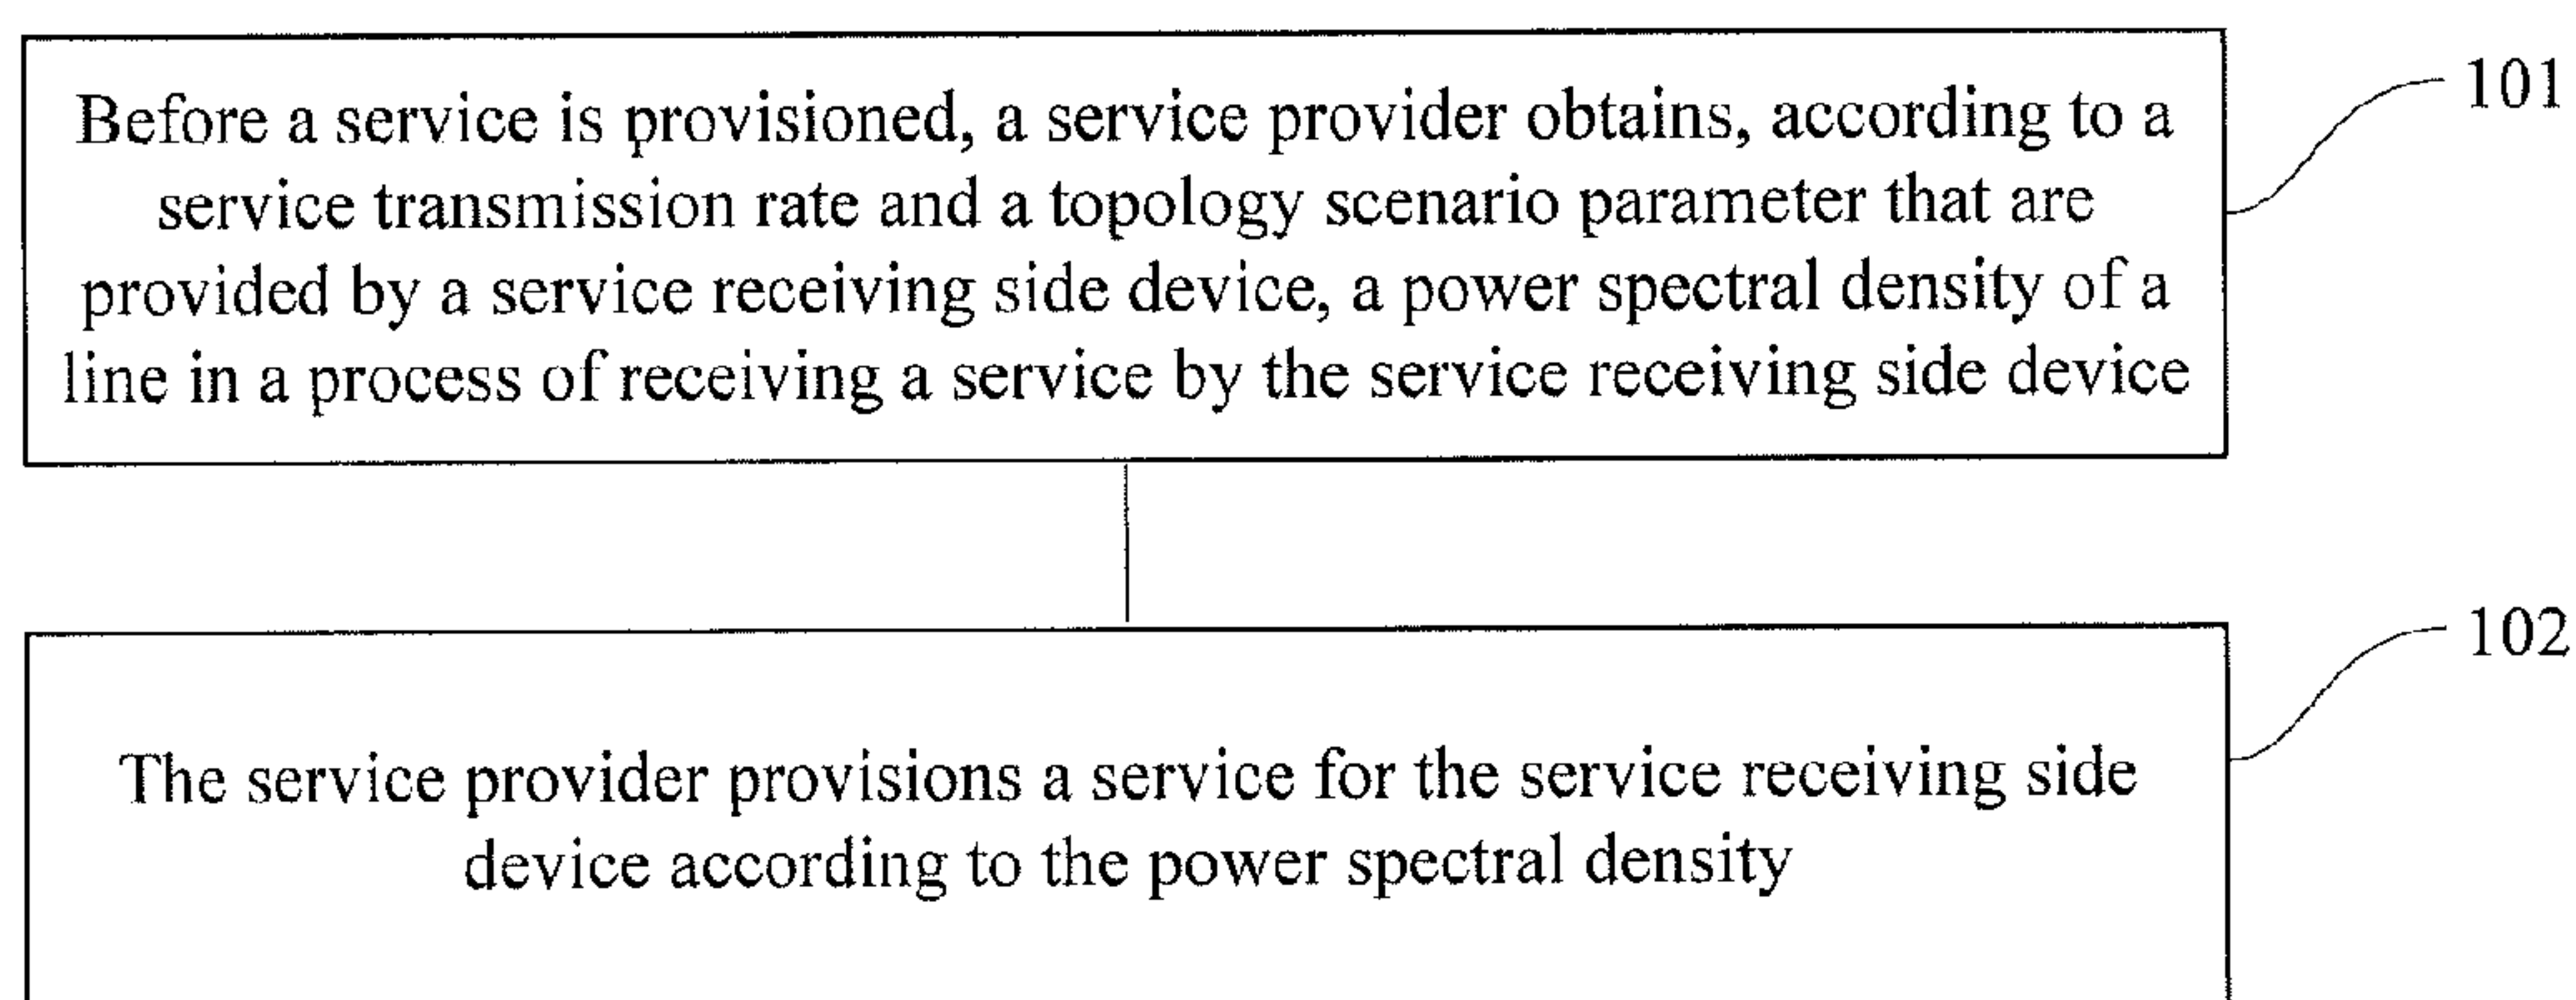 Before a service is provisioned, a service provider obtains, according to a
service transmission rate and a topology scenario parameter that are
provided by a service receiving side device, a power spectral density of a
line in a process of receiving a service by the service receiving side device
101
The service provider provisions a service for the service receiving side
device according to the power spectral density
102